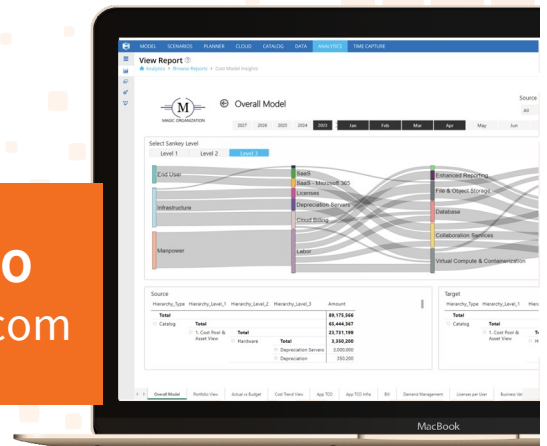 MODEL SCENARIOS PLANNER CLOUD CATALOG DATA ANALYTICS TIME CAPTURE
View Report
Analytics Browse Reports Cost Model Insights
Source
All
M
MAGIC ORGANIZATION
Overall Model
2027 2026 2025 2024 2023 Jan Feb Mar Apr May Jun
Select Sankey Level
Level 1 Level 2 Level 3
End User
Infrastructure
Manpower
SaaS
SaaS - Microsoft 365
Licenses
Depreciation Servers
Cloud Billing
Labor
Enhanced Reporting
File & Object Storage
Database
Collaboration Services
Virtual Compute & Containerization
o
com
Source
Hierarchy_Type Hierarchy_Level_1 Hierarchy_Level_2 Hierarchy_Level_3 Amount
Total 89,175,566
Catalog Total 65,444,367
1. Cost Pool & Asset View Total 23,731,199
Hardware Total 3,350,200
Depreciation Servers 3,000,000
Depreciation 350,200
Target
Hierarchy_Type Hierarchy_Level_1 Hiera
Total
Catalog Total
1. Cost Pool & Asset View
Overall Model Portfolio View Actual vs Budget Cost Trend View App TCO App TCO Info BI Demand Management Licenses per User Business Var
MacBook